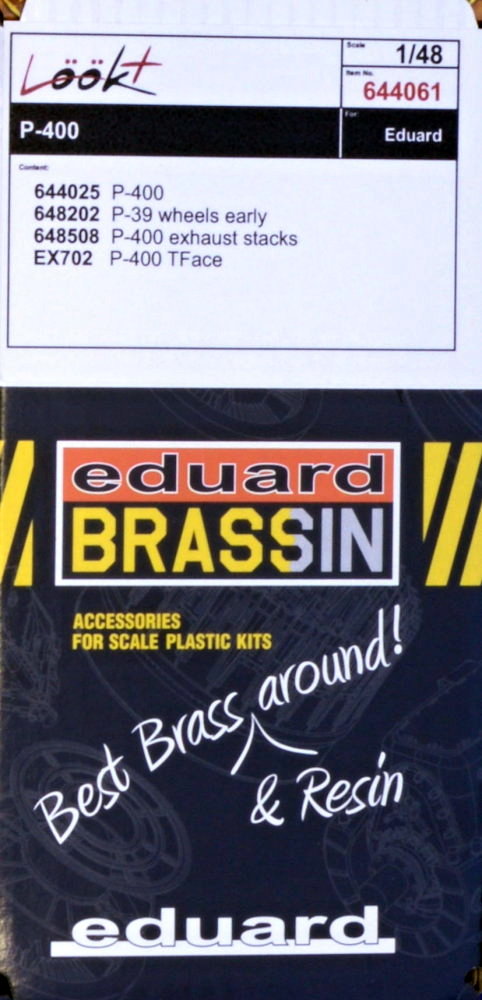 Löök+
Scale
1/48
Item No.
644061
P-400
For:
Eduard
Content:
644025 P-400
648202 P-39 wheels early
648508 P-400 exhaust stacks
EX702 P-400 TFace
eduard
BRASSIN
ACCESSORIES
FOR SCALE PLASTIC KITS
Best Brass around!
& Resin
eduard